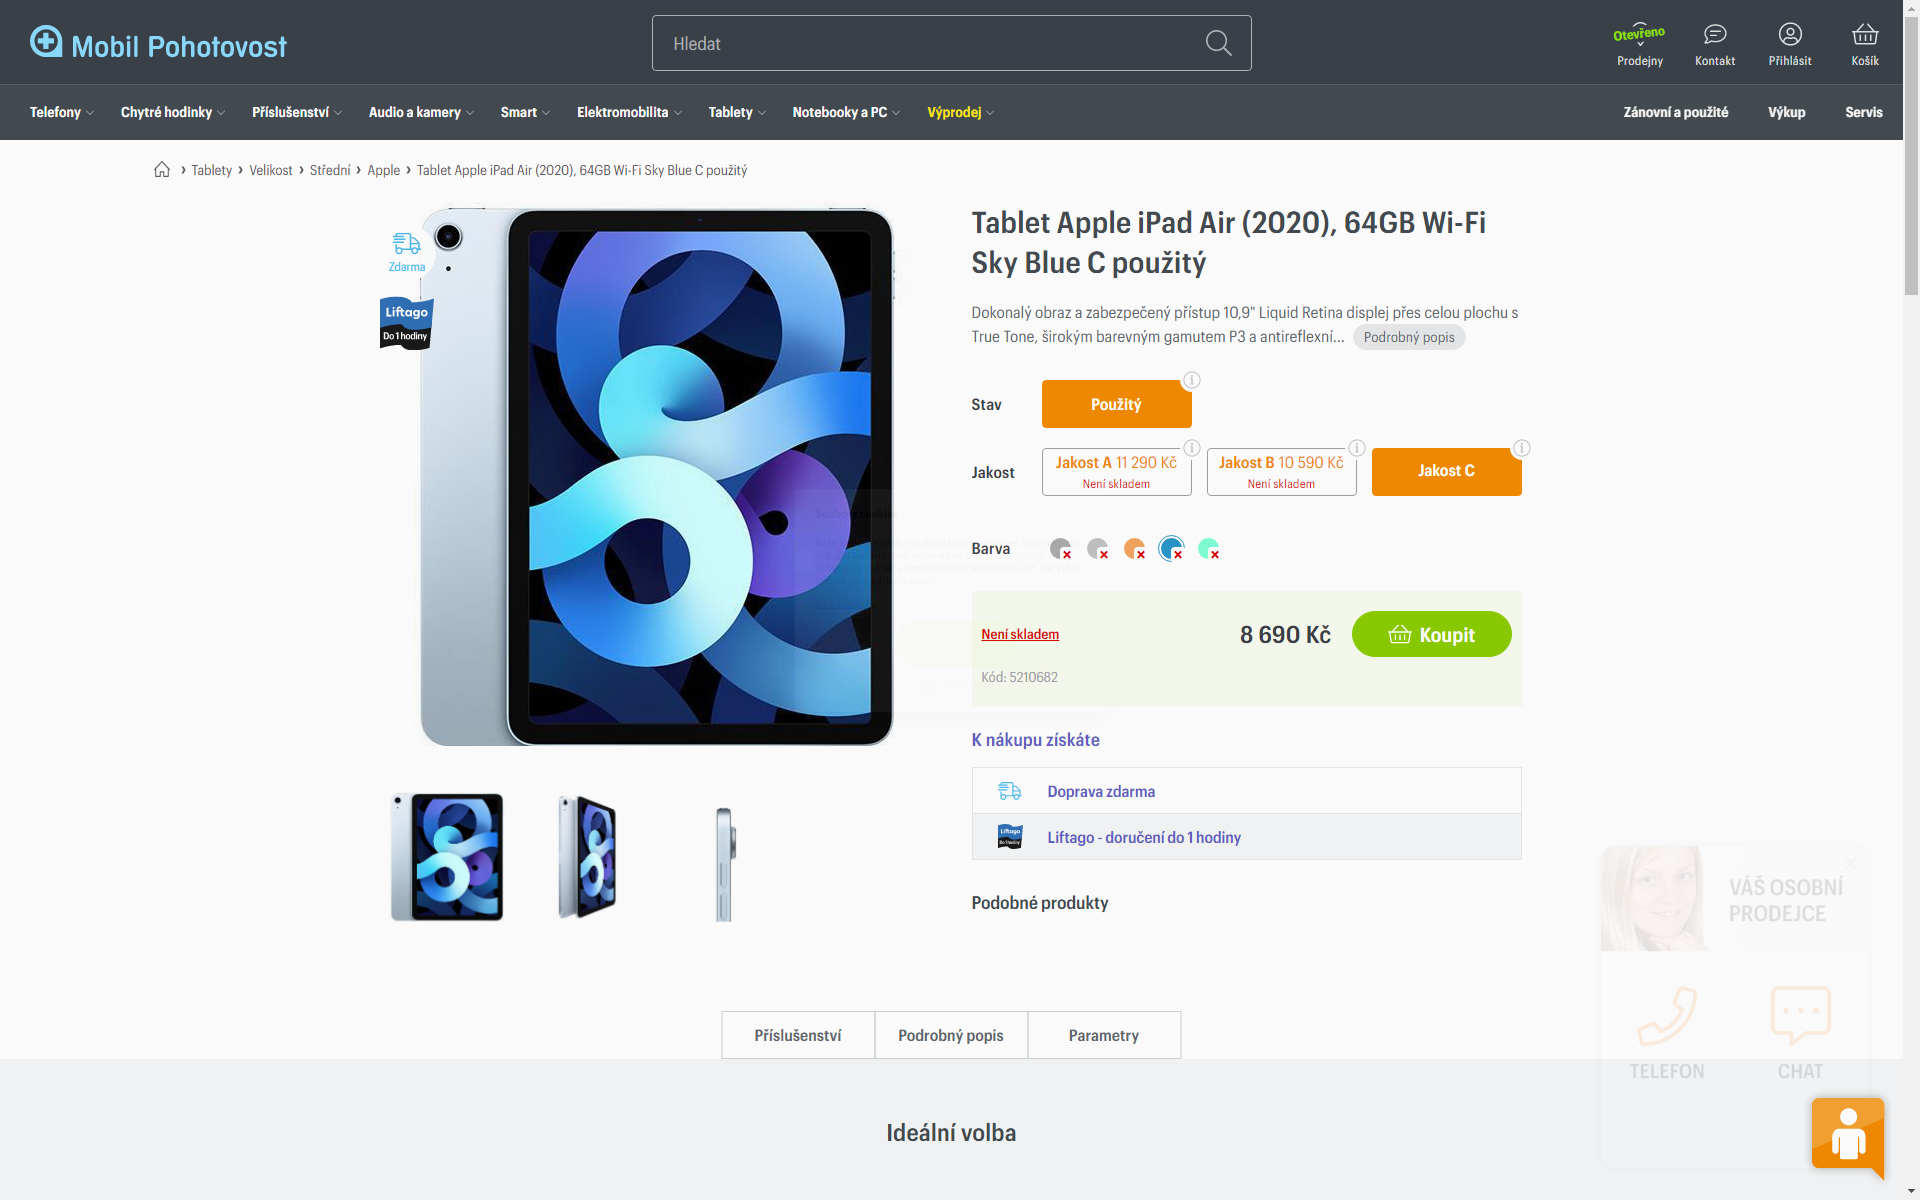 Mobil Pohotovost
Hledat
Otevřeno
Prodejny
Kontakt
Přihlásit
Košík
Telefony
Chytré hodinky
Příslušenství
Audio a kamery
Smart
Elektromobilita
Tablety
Notebooky a PC
Výprodej
Zánovní a použité
Výkup
Servis
Tablety › Velikost › Střední › Apple › Tablet Apple iPad Air (2020), 64GB Wi-Fi Sky Blue C použitý
Zdarma
Liftago
Do 1 hodiny
Tablet Apple iPad Air (2020), 64GB Wi-Fi
Sky Blue C použitý
Dokonalý obraz a zabezpečený přístup 10,9" Liquid Retina displej přes celou plochu s
True Tone, širokým barevným gamutem P3 a antireflexní... Podrobný popis
Stav
Použitý
Jakost
Jakost A 11 290 Kč
Není skladem
Jakost B 10 590 Kč
Není skladem
Jakost C
Barva
Není skladem
8 690 Kč
Koupit
Kód: 5210682
K nákupu získáte
Doprava zdarma
Liftago
Do 1 hodiny
Liftago - doručení do 1 hodiny
Podobné produkty
VÁŠ OSOBNÍ
PRODEJCE
TELEFON
CHAT
Příslušenství
Podrobný popis
Parametry
Ideální volba